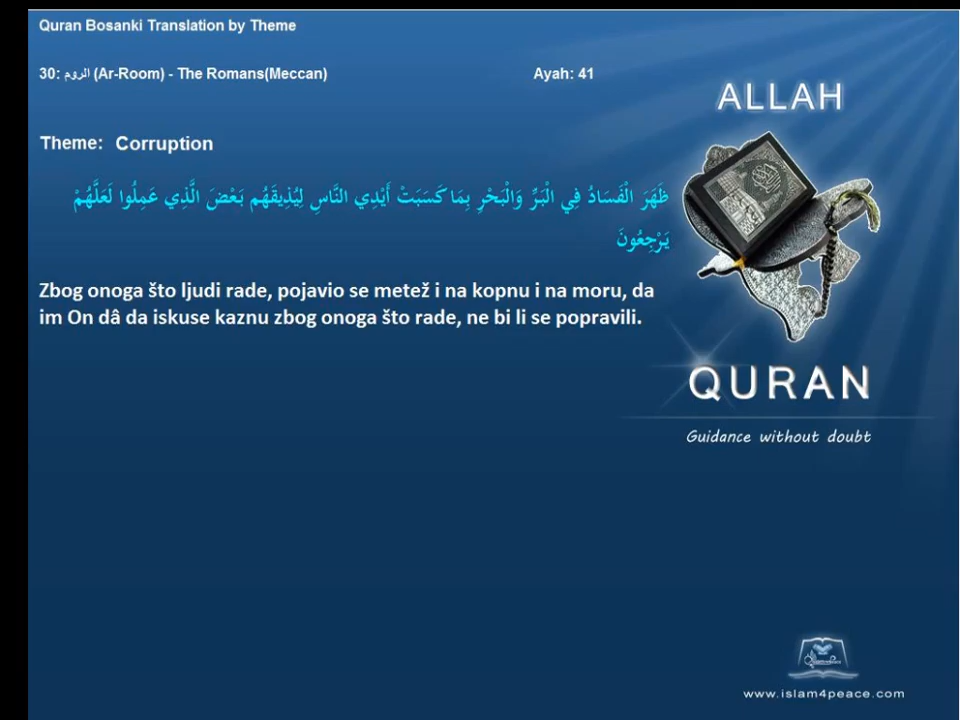 Quran Bosanki Translation by Theme
30: الروم (Ar-Room) - The Romans(Meccan) Ayah: 41
ALLAH
Theme: Corruption
ظَهَرَ الْفَسَادُ فِي الْبَرِّ وَالْبَحْرِ بِمَا كَسَبَتْ أَيْدِي النَّاسِ لِيُذِيقَهُم بَعْضَ الَّذِي عَمِلُوا لَعَلَّهُمْ
يَرْجِعُونَ
Zbog onoga što ljudi rade, pojavio se metež i na kopnu i na moru, da
im On dâ da iskuse kaznu zbog onoga što rade, ne bi li se popravili.
QURAN
Guidance without doubt
www.islam4peace.com